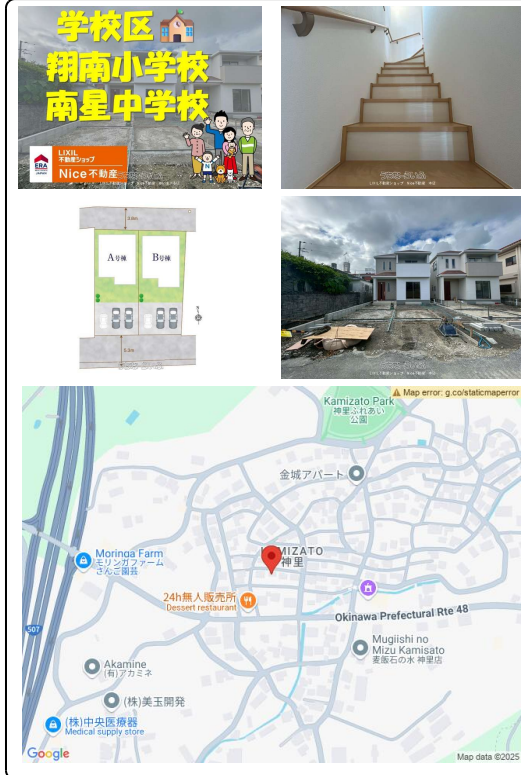 学校区
翔南小学校
南星中学校
ERA
LIXIL
不動産ショップ
Nice不動産
A号棟
B号棟
Map error: g.co/staticmaperror
Kamizato Park
神里ふれあい
公園
金城アパート
MIZATO
神里
Moringa Farm
モリンガファーム
さんご園芸
24h無人販売所
Dessert restaurant
Okinawa Prefectural Rte 48
507
Mugiishi no
Mizu Kamisato
麦飯石の水 神里店
Akamine
(有)アカミネ
(株)美玉開発
(株)中央医療器
Medical supply store
Google
Map data ©2025